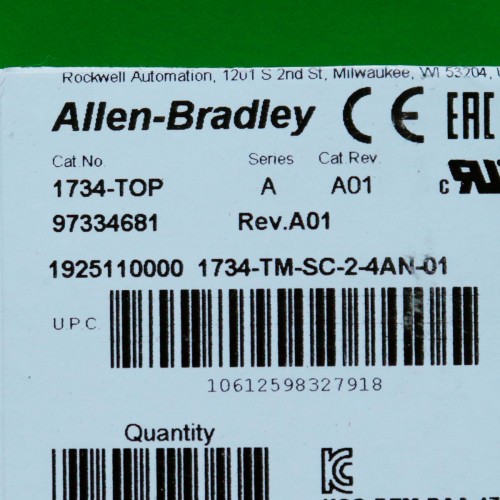 Rockwell Automation, 1201 S 2nd St, Milwaukee, WI 53204,
Allen-Bradley CE EAC
Cat No. Series Cat.Rev.
1734-TOP A A01
c
97334681 Rev.A01
1925110000 1734-TM-SC-2-4AN-01
U.P.C.
10612598327918
Quantity